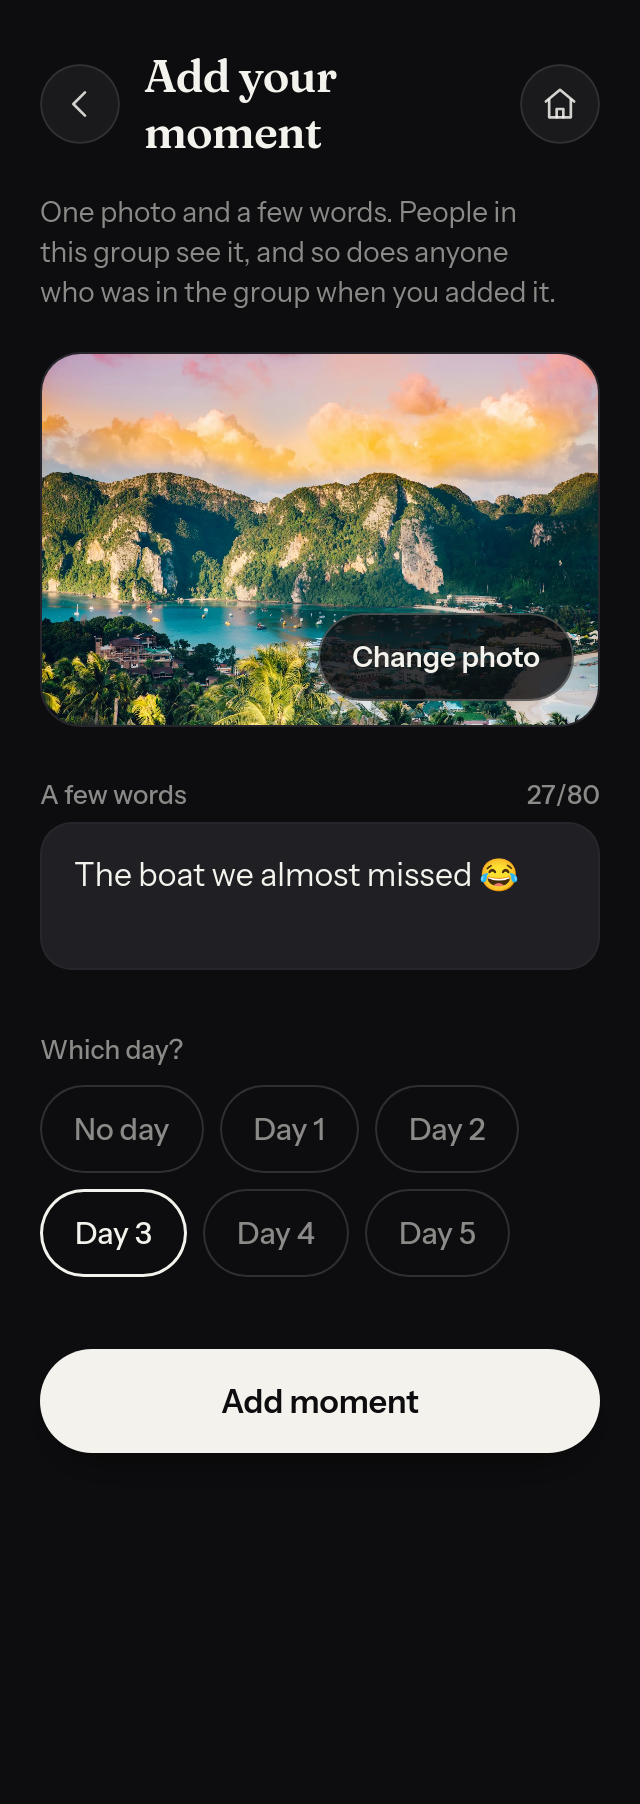 Add your
moment
One photo and a few words. People in
this group see it, and so does anyone
who was in the group when you added it.
Change photo
A few words 27/80
The boat we almost missed 😂
Which day?
No day Day 1 Day 2
Day 3 Day 4 Day 5
Add moment